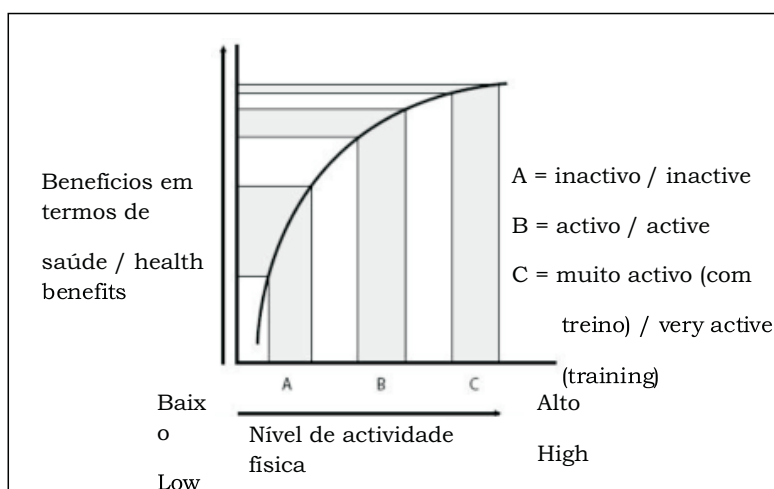 Benefícios em
termos de
saúde / health
benefits
A = inactivo / inactive
B = activo / active
C = muito activo (com
treino) / very active
(training)
A
B
C
Baix
o
Low
Nível de actividade
física
Alto
High